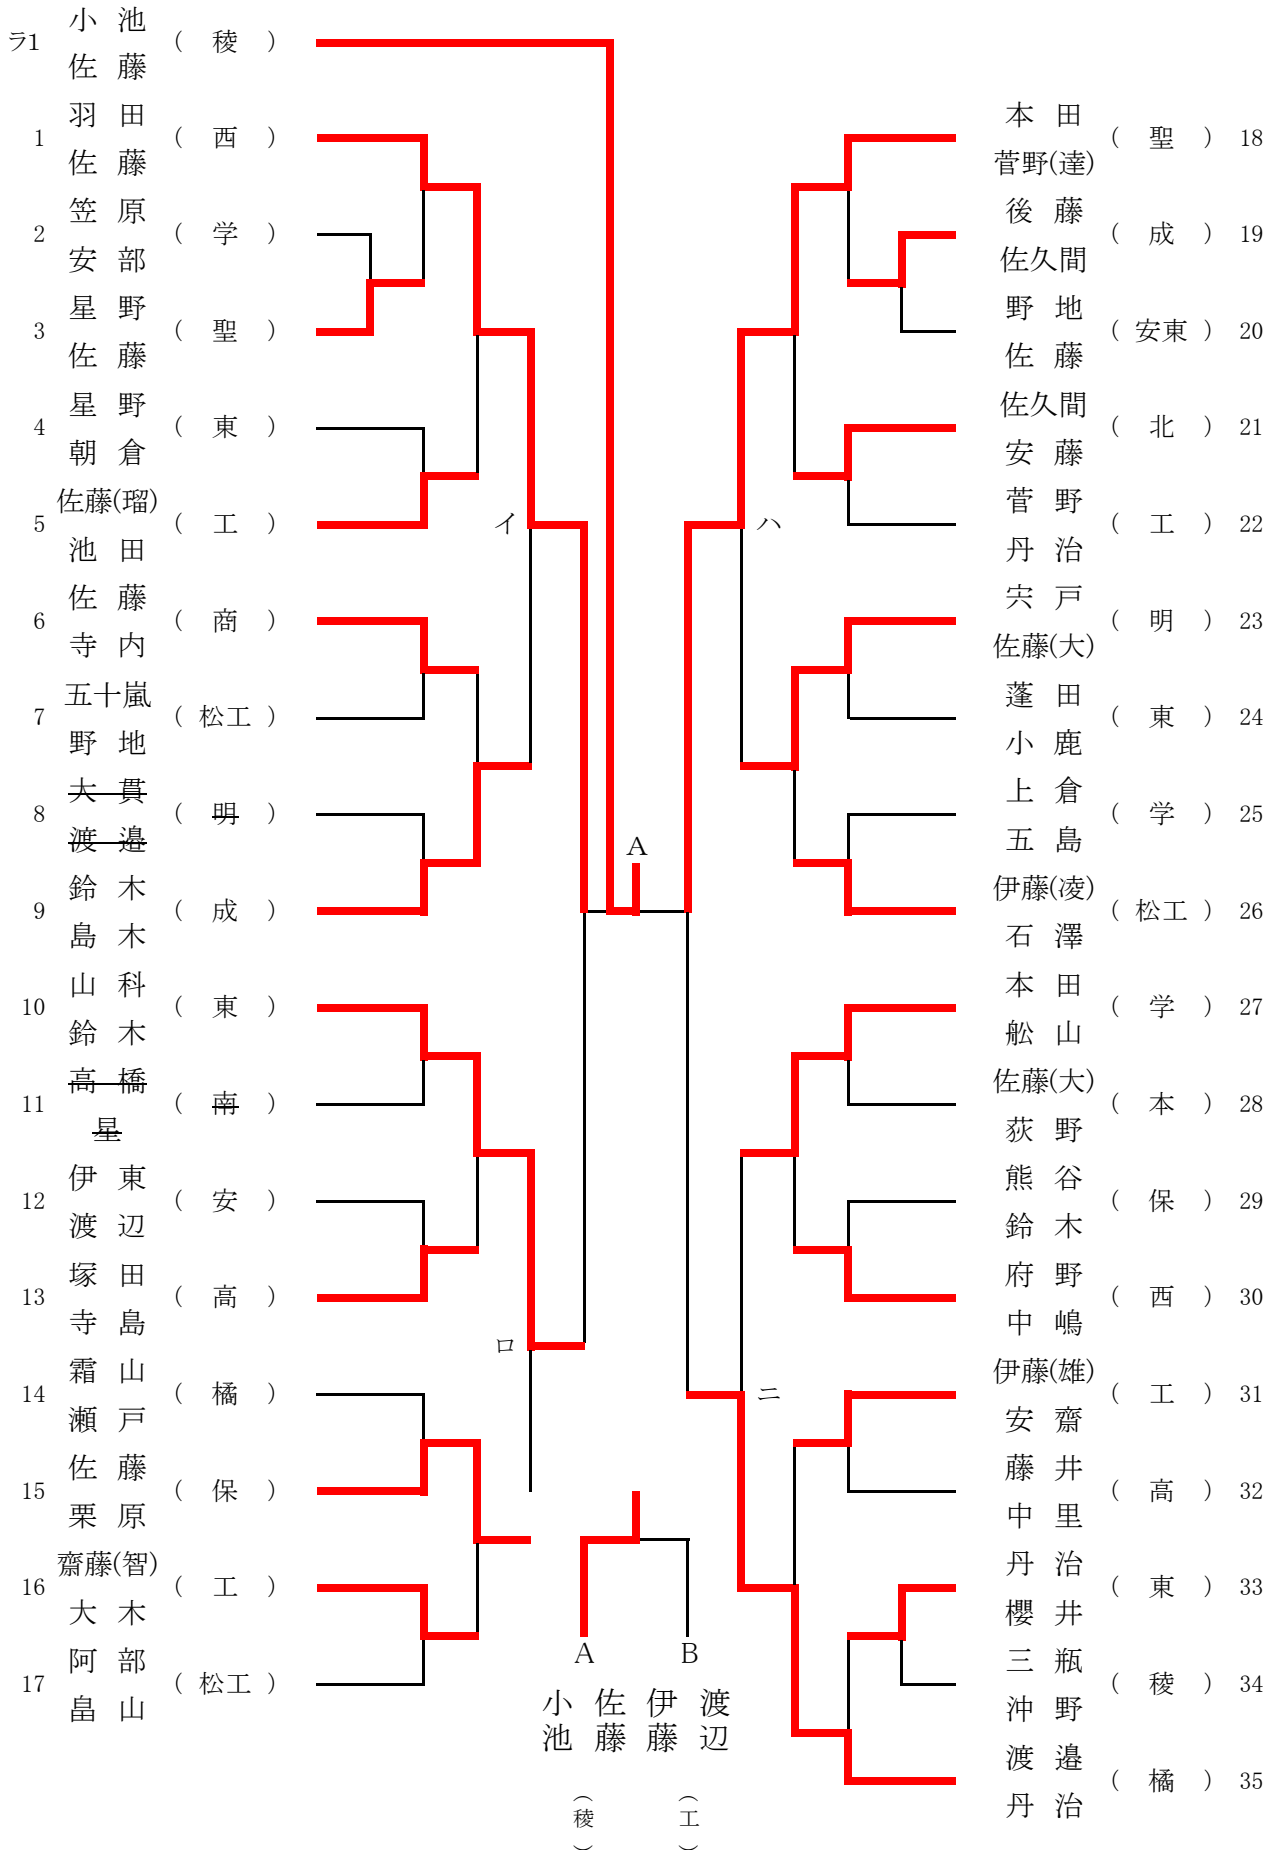 ラ1 小池 佐藤 ( 稜 )
1 羽田 佐藤 ( 西 )
2 笠原 安部 ( 学 )
3 星野 佐藤 ( 聖 )
4 星野 朝倉 ( 東 )
5 佐藤(瑠) 池田 ( 工 )
6 佐藤 寺内 ( 商 )
7 五十嵐 野地 ( 松工 )
8 大貫 渡邉 ( 明 )
9 鈴木 島木 ( 成 )
10 山科 鈴木 ( 東 )
11 高橋 星 ( 南 )
12 伊東 渡辺 ( 安 )
13 塚田 寺島 ( 高 )
14 霜山 瀬戸 ( 橘 )
15 佐藤 栗原 ( 保 )
16 齋藤(智) 大木 ( 工 )
17 阿部 畠山 ( 松工 )
イ
ロ
A
ハ
ニ
本田 菅野(達) ( 聖 ) 18
後藤 佐久間 ( 成 ) 19
野地 佐藤 ( 安東 ) 20
佐久間 安藤 ( 北 ) 21
菅野 丹治 ( 工 ) 22
宍戸 佐藤(大) ( 明 ) 23
蓬田 小鹿 ( 東 ) 24
上倉 五島 ( 学 ) 25
伊藤(凌) 石澤 ( 松工 ) 26
本田 舩山 ( 学 ) 27
佐藤(大) 荻野 ( 本 ) 28
熊谷 鈴木 ( 保 ) 29
府野 中嶋 ( 西 ) 30
伊藤(雄) 安齋 ( 工 ) 31
藤井 中里 ( 高 ) 32
丹治 櫻井 ( 東 ) 33
三瓶 沖野 ( 稜 ) 34
渡邉 丹治 ( 橘 ) 35
A
小池 佐藤
(稜)
B
伊藤 渡辺
(工)